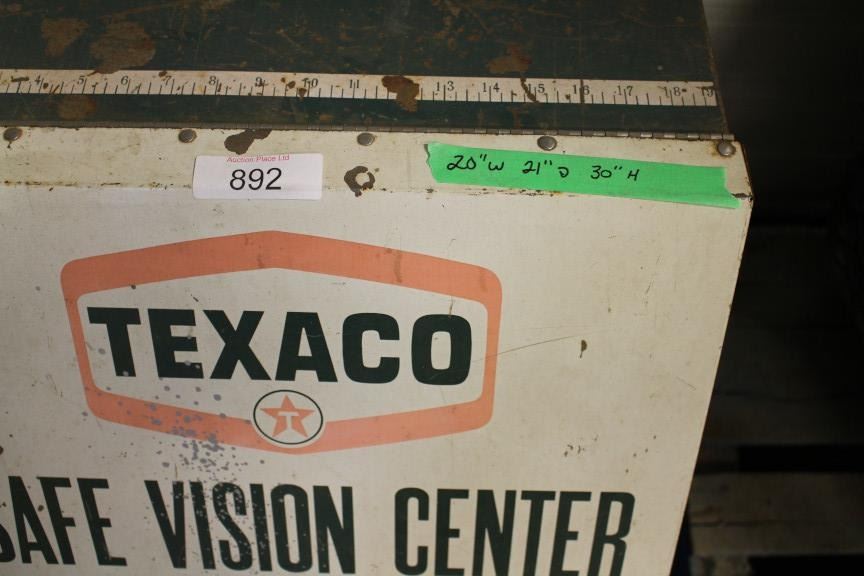 4 5 6 7 8 9 10 11 13 14 15 16 17 18 19
Auction Place Ltd
892
20" W 21" D 30" H
TEXACO
T
SAFE VISION CENTER